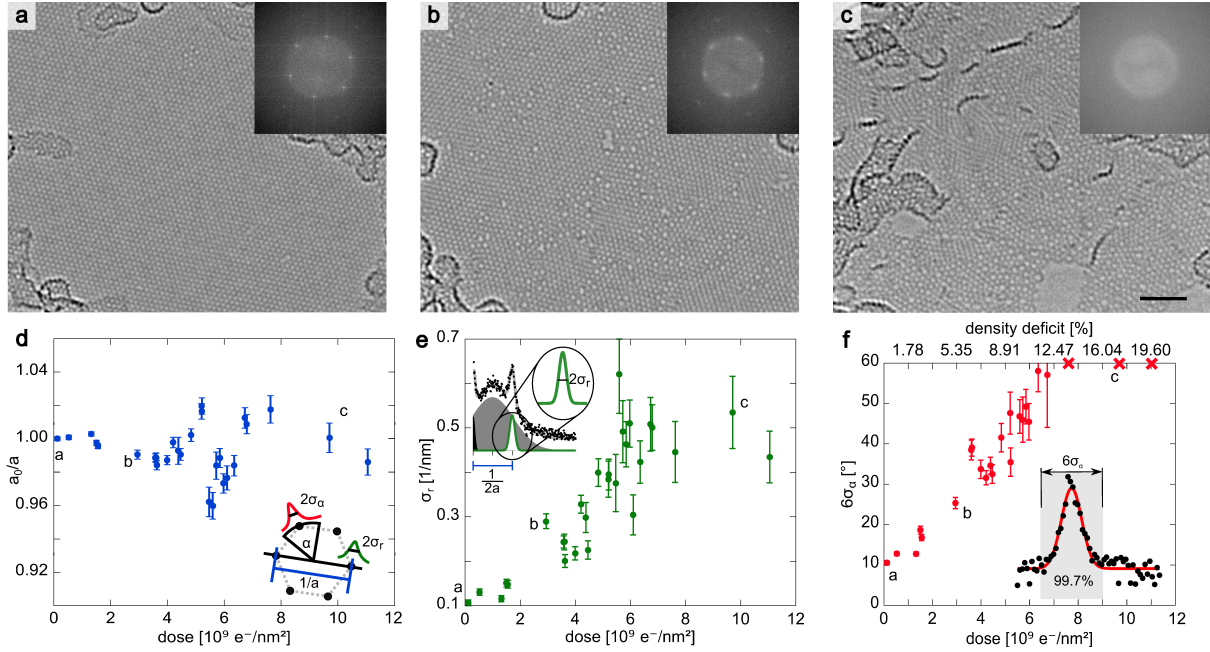 a
b
c
d
1.04
1.00
0.96
0.92
a₀/a
a
b
c
2σα
α
2σr
1/a
0 2 4 6 8 10 12
dose [10⁹ e⁻/nm²]
e
0.7
0.5
0.3
0.1
σr [1/nm]
2σr
1
2a
a
b
c
0 2 4 6 8 10 12
dose [10⁹ e⁻/nm²]
f
density deficit [%]
1.78 5.35 8.91 12.47 16.04 19.60
60
50
40
30
20
10
0
6σα [°]
a
b
c
6σα
99.7%
0 2 4 6 8 10 12
dose [10⁹ e⁻/nm²]